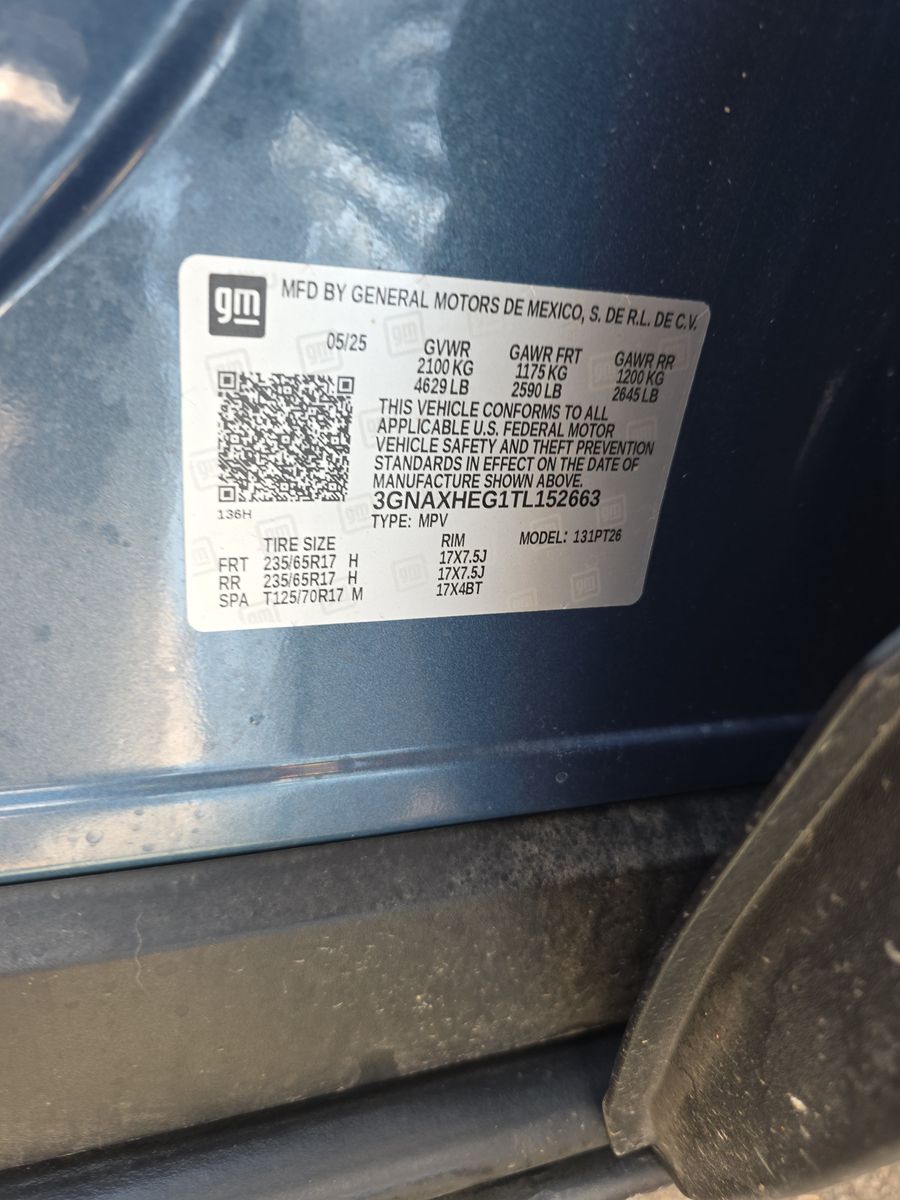 gm
MFD BY GENERAL MOTORS DE MEXICO, S. DE R.L. DE C.V.
05/25 GVWR GAWR FRT GAWR RR
2100 KG 1175 KG 1200 KG
4629 LB 2590 LB 2645 LB
THIS VEHICLE CONFORMS TO ALL
APPLICABLE U.S. FEDERAL MOTOR
VEHICLE SAFETY AND THEFT PREVENTION
STANDARDS IN EFFECT ON THE DATE OF
MANUFACTURE SHOWN ABOVE.
3GNAXHEG1TL152663
136H
TYPE: MPV MODEL: 131PT26
TIRE SIZE RIM
FRT 235/65R17 H 17X7.5J
RR 235/65R17 H 17X7.5J
SPA T125/70R17 M 17X4BT